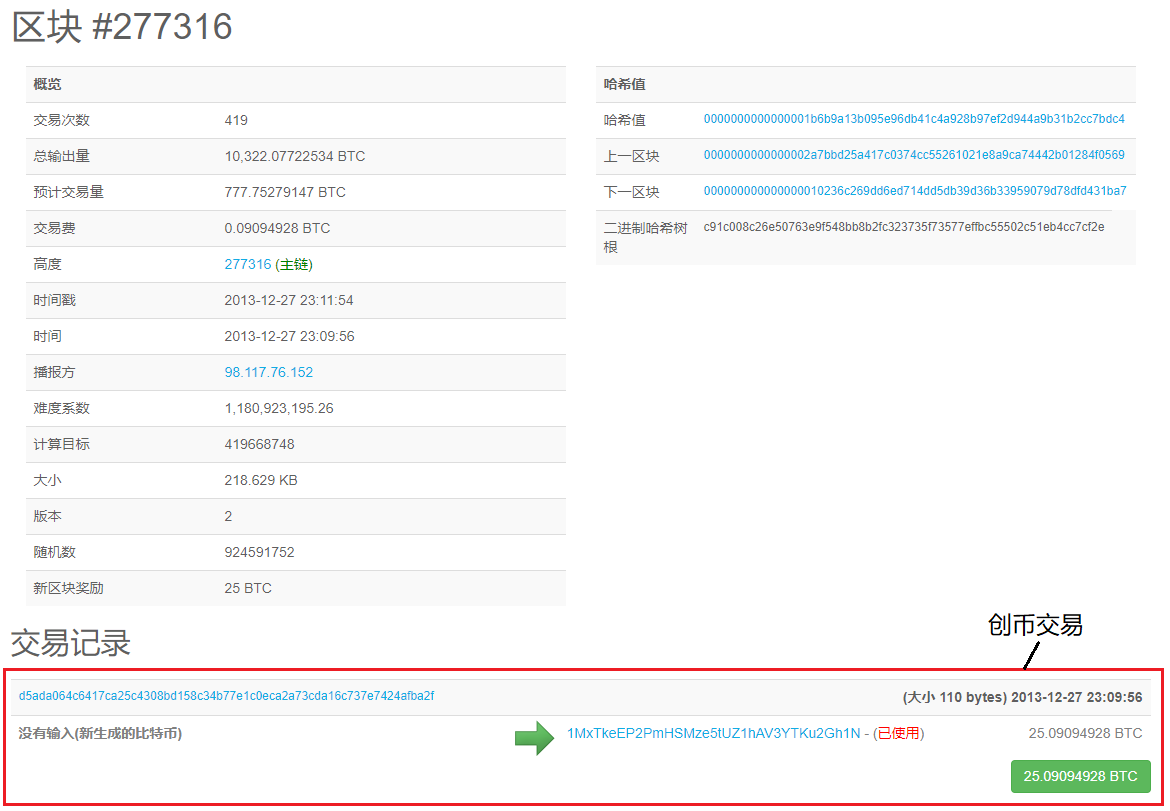 区块 #277316
概览
交易次数 419
总输出量 10,322.07722534 BTC
预计交易量 777.75279147 BTC
交易费 0.09094928 BTC
高度 277316 (主链)
时间戳 2013-12-27 23:11:54
时间 2013-12-27 23:09:56
播报方 98.117.76.152
难度系数 1,180,923,195.26
计算目标 419668748
大小 218.629 KB
版本 2
随机数 924591752
新区块奖励 25 BTC
哈希值
哈希值 0000000000000001b6b9a13b095e96db41c4a928b97ef2d944a9b31b2cc7bdc4
上一区块 0000000000000002a7bbd25a417c0374cc55261021e8a9ca74442b01284f0569
下一区块 000000000000000010236c269dd6ed714dd5db39d36b33959079d78dfd431ba7
二进制哈希树 c91c008c26e50763e9f548bb8b2fc323735f73577effbc55502c51eb4cc7cf2e
根
交易记录
创币交易
d5ada064c6417ca25c4308bd158c34b77e1c0eca2a73cda16c737e7424afba2f (大小 110 bytes) 2013-12-27 23:09:56
没有输入(新生成的比特币) 1MxTkeEP2PmHSMze5tUZ1hAV3YTKu2Gh1N - (已使用) 25.09094928 BTC
25.09094928 BTC